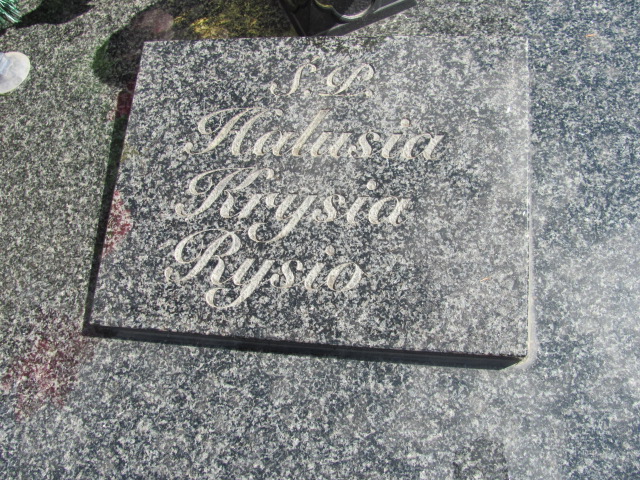 Ś.P.
Halusia
Krysia
Rysio